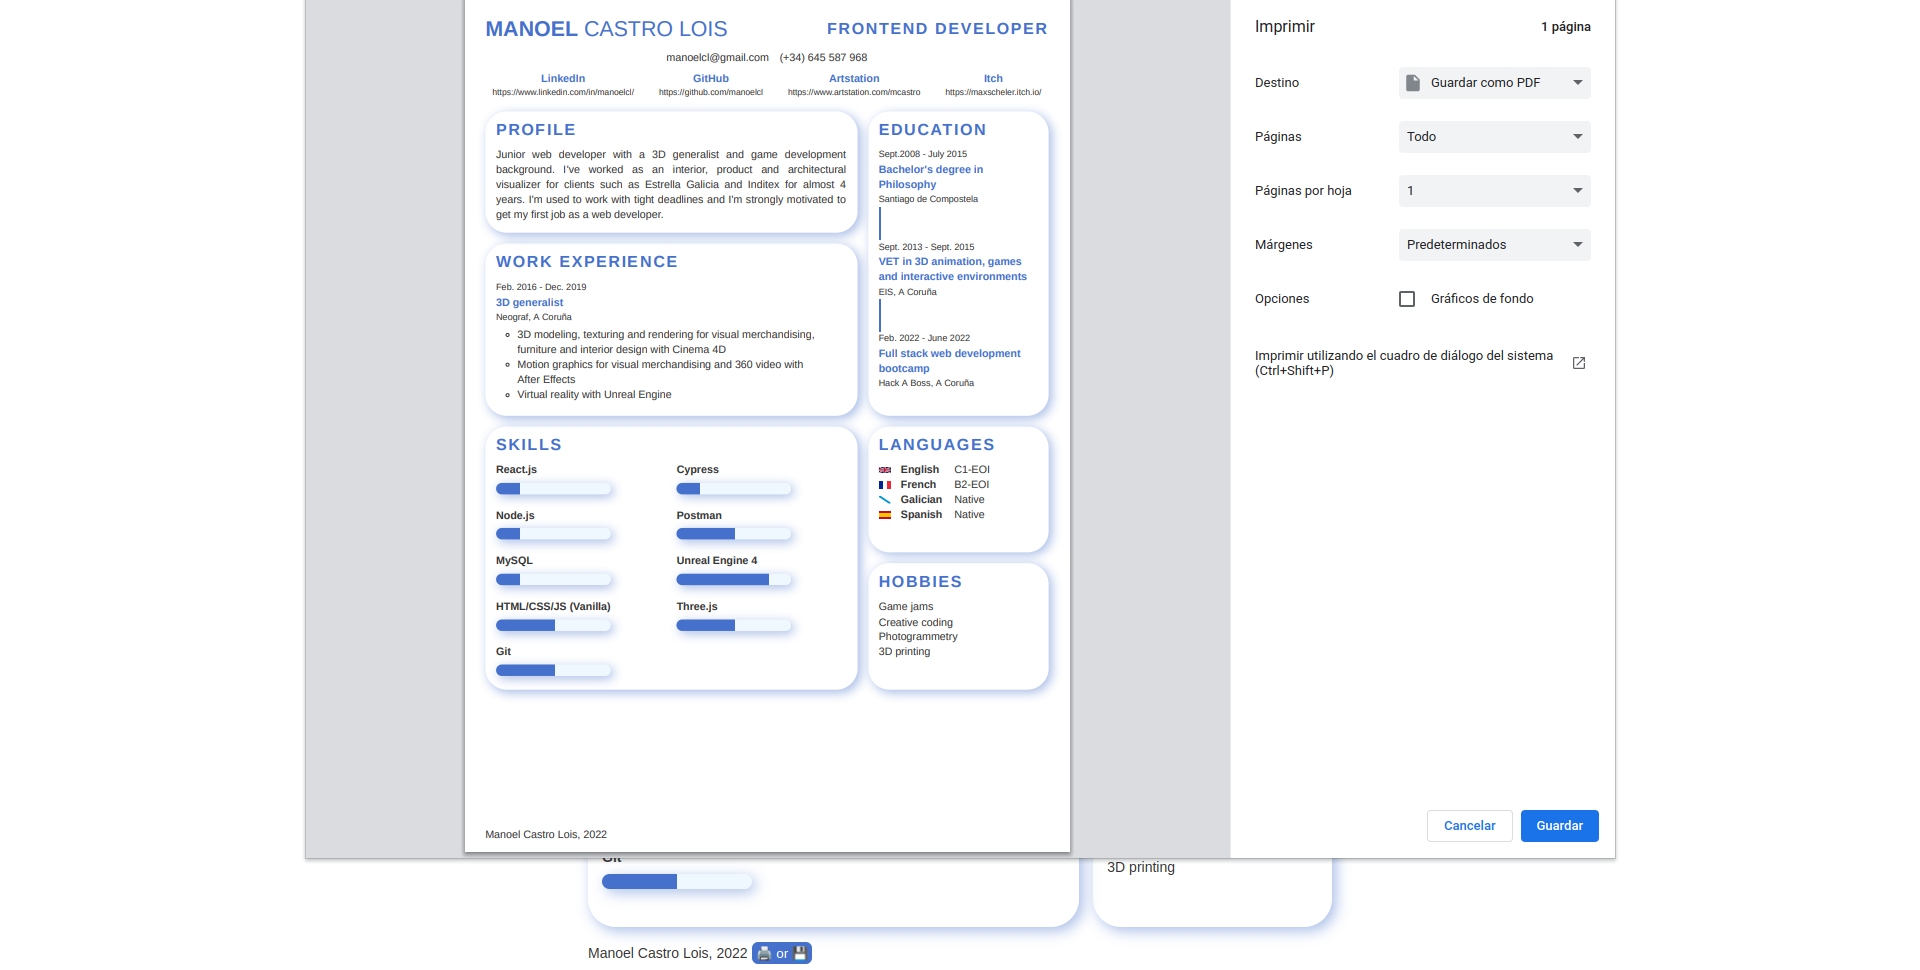 MANOEL CASTRO LOIS
FRONTEND DEVELOPER
manoelcl@gmail.com (+34) 645 587 968
LinkedIn
https://www.linkedin.com/in/manoelcl/
GitHub
https://github.com/manoelcl
Artstation
https://www.artstation.com/mcastro
Itch
https://maxscheler.itch.io/
PROFILE
Junior web developer with a 3D generalist and game development
background. I've worked as an interior, product and architectural
visualizer for clients such as Estrella Galicia and Inditex for almost 4
years. I'm used to work with tight deadlines and I'm strongly motivated to
get my first job as a web developer.
WORK EXPERIENCE
Feb. 2016 - Dec. 2019
3D generalist
Neograf, A Coruña
3D modeling, texturing and rendering for visual merchandising,
furniture and interior design with Cinema 4D
Motion graphics for visual merchandising and 360 video with
After Effects
Virtual reality with Unreal Engine
EDUCATION
Sept.2008 - July 2015
Bachelor's degree in
Philosophy
Santiago de Compostela
Sept. 2013 - Sept. 2015
VET in 3D animation, games
and interactive environments
EIS, A Coruña
Feb. 2022 - June 2022
Full stack web development
bootcamp
Hack A Boss, A Coruña
SKILLS
React.js
Cypress
Node.js
Postman
MySQL
Unreal Engine 4
HTML/CSS/JS (Vanilla)
Three.js
Git
LANGUAGES
English C1-EOI
French B2-EOI
Galician Native
Spanish Native
HOBBIES
Game jams
Creative coding
Photogrammetry
3D printing
Manoel Castro Lois, 2022
Imprimir
1 página
Destino
Guardar como PDF
Páginas
Todo
Páginas por hoja
1
Márgenes
Predeterminados
Opciones
Gráficos de fondo
Imprimir utilizando el cuadro de diálogo del sistema
(Ctrl+Shift+P)
Cancelar
Guardar
Git
3D printing
Manoel Castro Lois, 2022 🖨️ or 💾